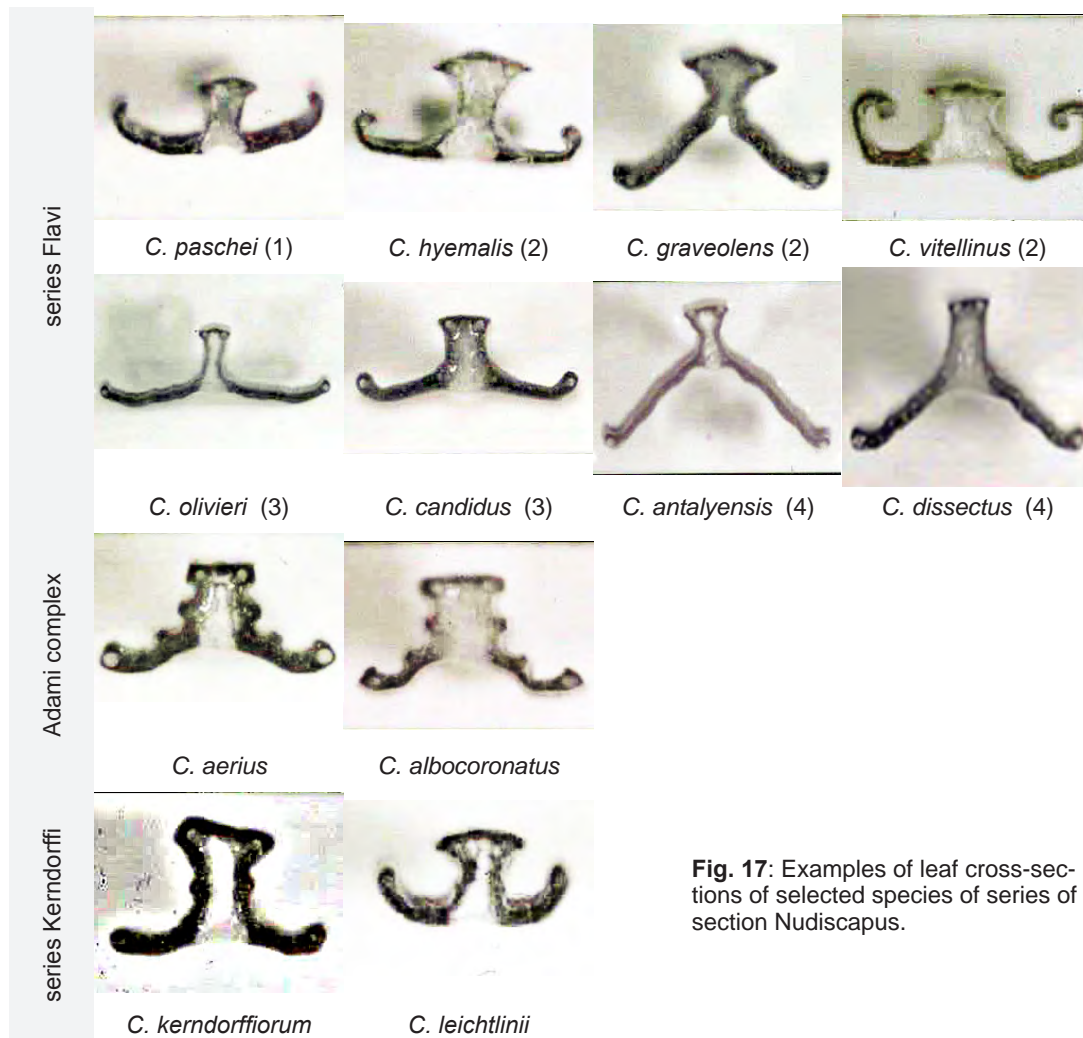 series Flavi
C. paschei (1)
C. hyemalis (2)
C. graveolens (2)
C. vitellinus (2)
C. olivieri (3)
C. candidus (3)
C. antalyensis (4)
C. dissectus (4)
Adami complex
C. aerius
C. albocoronatus
series Kerndorffi
C. kerndorffiorum
C. leichtlinii
Fig. 17: Examples of leaf cross-sec-
tions of selected species of series of
section Nudiscapus.